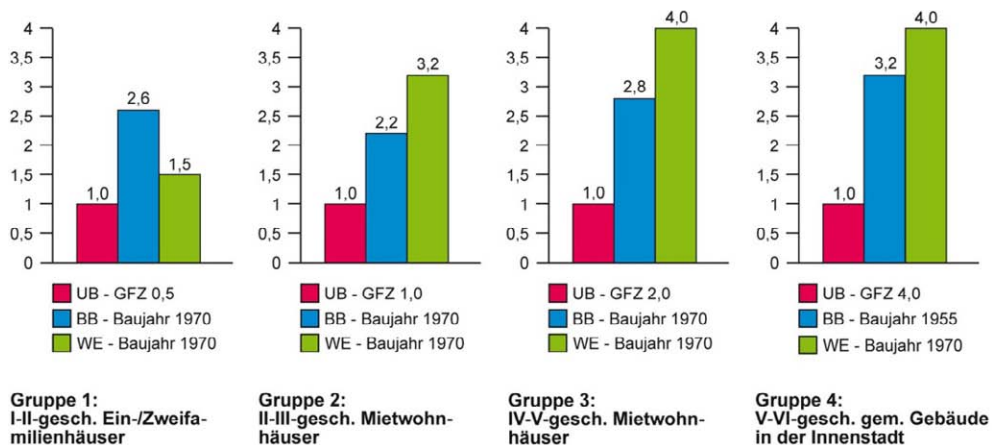 4
3,5
3
2,5
2
1,5
1
0,5
0
1,0
2,6
1,5
UB - GFZ 0,5
BB - Baujahr 1970
WE - Baujahr 1970
Gruppe 1:
I-II-gesch. Ein-/Zweifa-
milienhäuser
4
3,5
3
2,5
2
1,5
1
0,5
0
1,0
2,2
3,2
UB - GFZ 1,0
BB - Baujahr 1970
WE - Baujahr 1970
Gruppe 2:
II-III-gesch. Mietwohn-
häuser
4
3,5
3
2,5
2
1,5
1
0,5
0
1,0
2,8
4,0
UB - GFZ 2,0
BB - Baujahr 1970
WE - Baujahr 1970
Gruppe 3:
IV-V-gesch. Mietwohn-
häuser
4
3,5
3
2,5
2
1,5
1
0,5
0
1,0
3,2
4,0
UB - GFZ 4,0
BB - Baujahr 1955
WE - Baujahr 1970
Gruppe 4:
V-VI-gesch. gem. Gebäude
in der Innenstadt